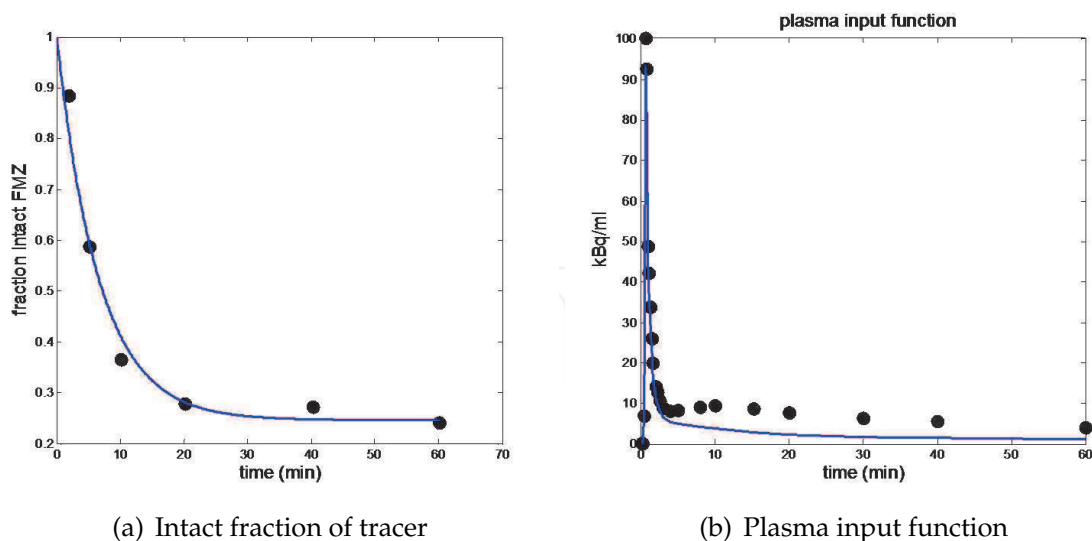 1
0.9
0.8
0.7
0.6
0.5
0.4
0.3
0.2
fraction Intact FMZ
0 10 20 30 40 50 60 70
time (min)
(a) Intact fraction of tracer
plasma input function
100
90
80
70
60
50
40
30
20
10
0
kBq/ml
0 10 20 30 40 50 60
time (min)
(b) Plasma input function